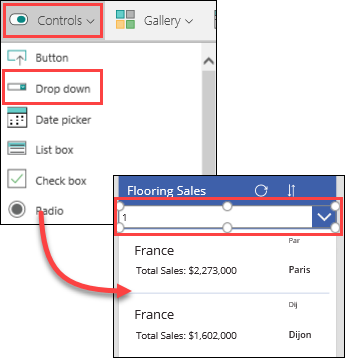 Controls
Gallery
Button
Drop down
Date picker
List box
Check box
Radio
Flooring Sales
1
France
Par
Total Sales: $2,273,000
Paris
France
Dij
Total Sales: $1,602,000
Dijon